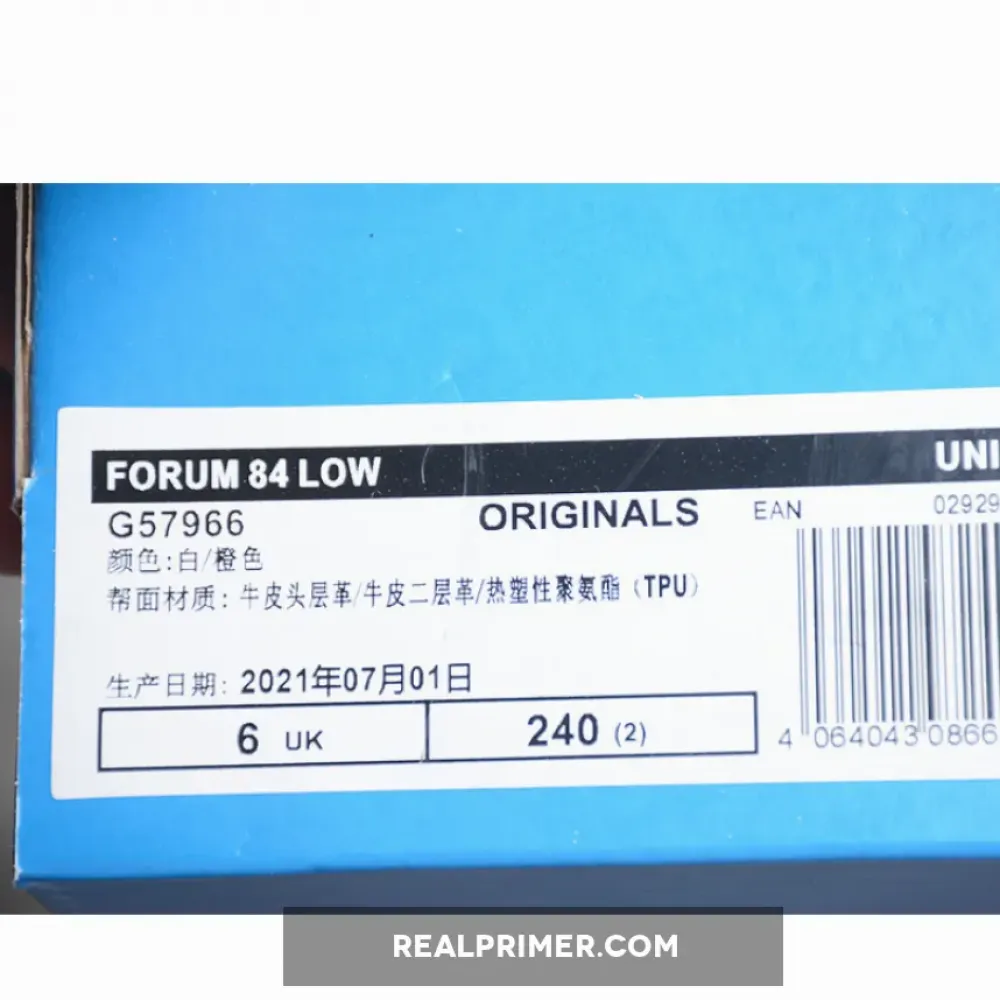 FORUM 84 LOW UNI
G57966 ORIGINALS EAN 02929
颜色:白/橙色
帮面材质: 牛皮头层革/牛皮二层革/热塑性聚氨酯(TPU)
生产日期: 2021年07月01日
6 UK 240 (2)
4 064043 0866
REALPRIMER.COM